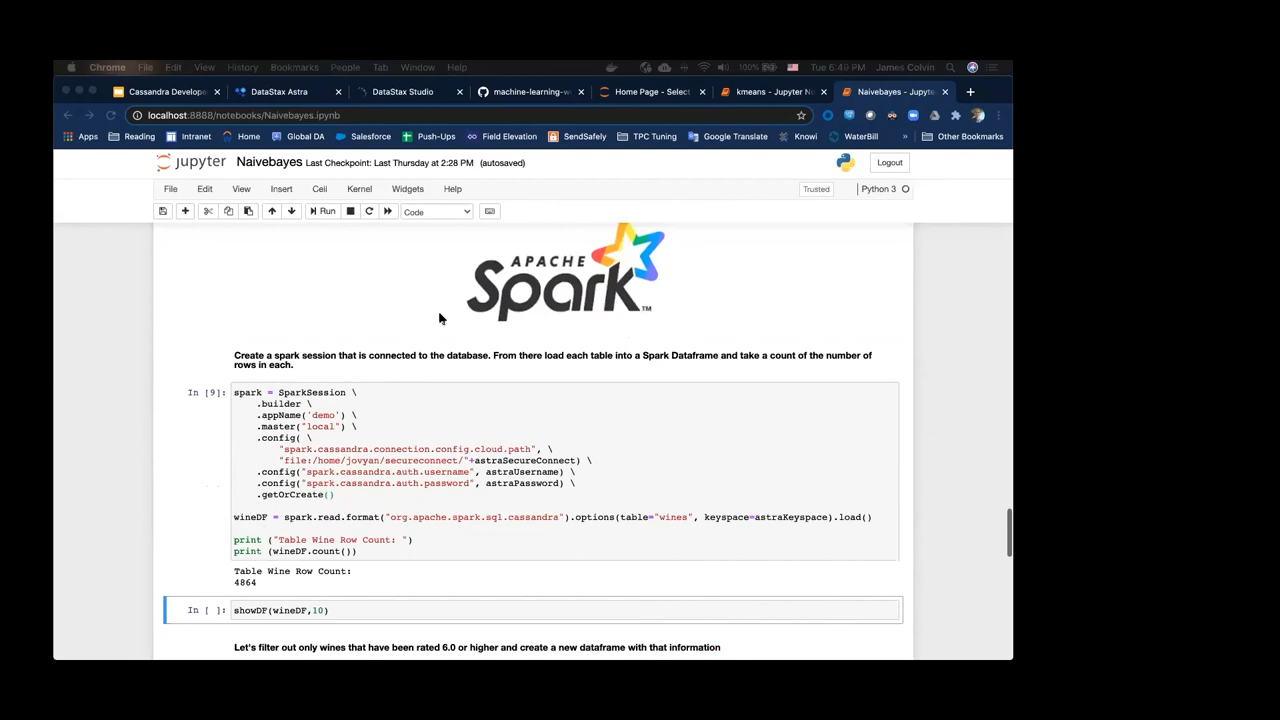 Chrome File Edit View History Bookmarks People Tab Window Help 100% Tue 6:49 PM James Colvin
Cassandra Develope DataStax Astra DataStax Studio machine-learning-w Home Page - Select kmeans - Jupyter No Naivebayes - Jupyte
localhost:8888/notebooks/Naivebayes.ipynb
Apps Reading Intranet Home Global DA Salesforce Push-Ups Field Elevation SendSafely TPC Tuning Google Translate Knowi WaterBill » Other Bookmarks
jupyter Naivebayes Last Checkpoint: Last Thursday at 2:28 PM (autosaved) Logout
File Edit View Insert Cell Kernel Widgets Help Trusted Python 3
Run Code
APACHE
Spark™
Create a spark session that is connected to the database. From there load each table into a Spark Dataframe and take a count of the number of
rows in each.
In [9]: spark = SparkSession \
.builder \
.appName('demo') \
.master("local") \
.config( \
"spark.cassandra.connection.config.cloud.path", \
"file:/home/jovyan/secureconnect/"+astraSecureConnect) \
.config("spark.cassandra.auth.username", astraUsername) \
.config("spark.cassandra.auth.password", astraPassword) \
.getOrCreate()
wineDF = spark.read.format("org.apache.spark.sql.cassandra").options(table="wines", keyspace=astraKeyspace).load()
print ("Table Wine Row Count: ")
print (wineDF.count())
Table Wine Row Count:
4864
In [ ]: showDF(wineDF,10)
Let's filter out only wines that have been rated 6.0 or higher and create a new dataframe with that information